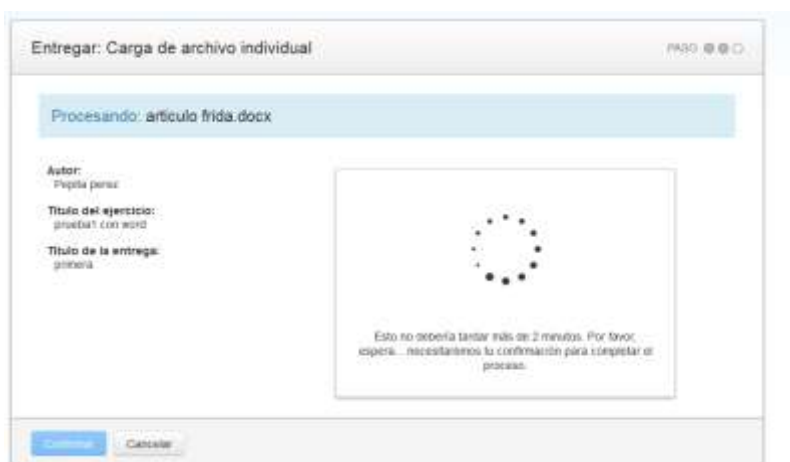 Entregar: Carga de archivo individual
PASO
Procesando: articulo frida.docx
Autor:
Pepita perez
Título del ejercicio:
prueba1 con word
Título de la entrega:
primera
Esto no debería tardar más de 2 minutos. Por favor,
espera... necesitaremos tu confirmación para completar el
proceso.
Confirmar
Cancelar